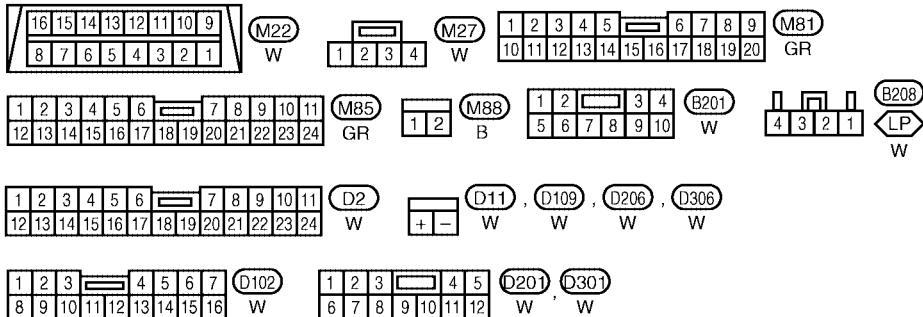 16 15 14 13 12 11 10 9
8 7 6 5 4 3 2 1
M22
W
1 2 3 4
M27
W
1 2 3 4 5 6 7 8 9
10 11 12 13 14 15 16 17 18 19 20
M81
GR
1 2 3 4 5 6 7 8 9 10 11
12 13 14 15 16 17 18 19 20 21 22 23 24
M85
GR
1 2
M88
B
1 2 3 4
5 6 7 8 9 10
B201
W
4 3 2 1
B208
LP
W
1 2 3 4 5 6 7 8 9 10 11
12 13 14 15 16 17 18 19 20 21 22 23 24
D2
W
+ −
D11 , D109 , D206 , D306
W W W W
1 2 3 4 5 6 7
8 9 10 11 12 13 14 15 16
D102
W
1 2 3 4 5
6 7 8 9 10 11 12
D201 , D301
W W